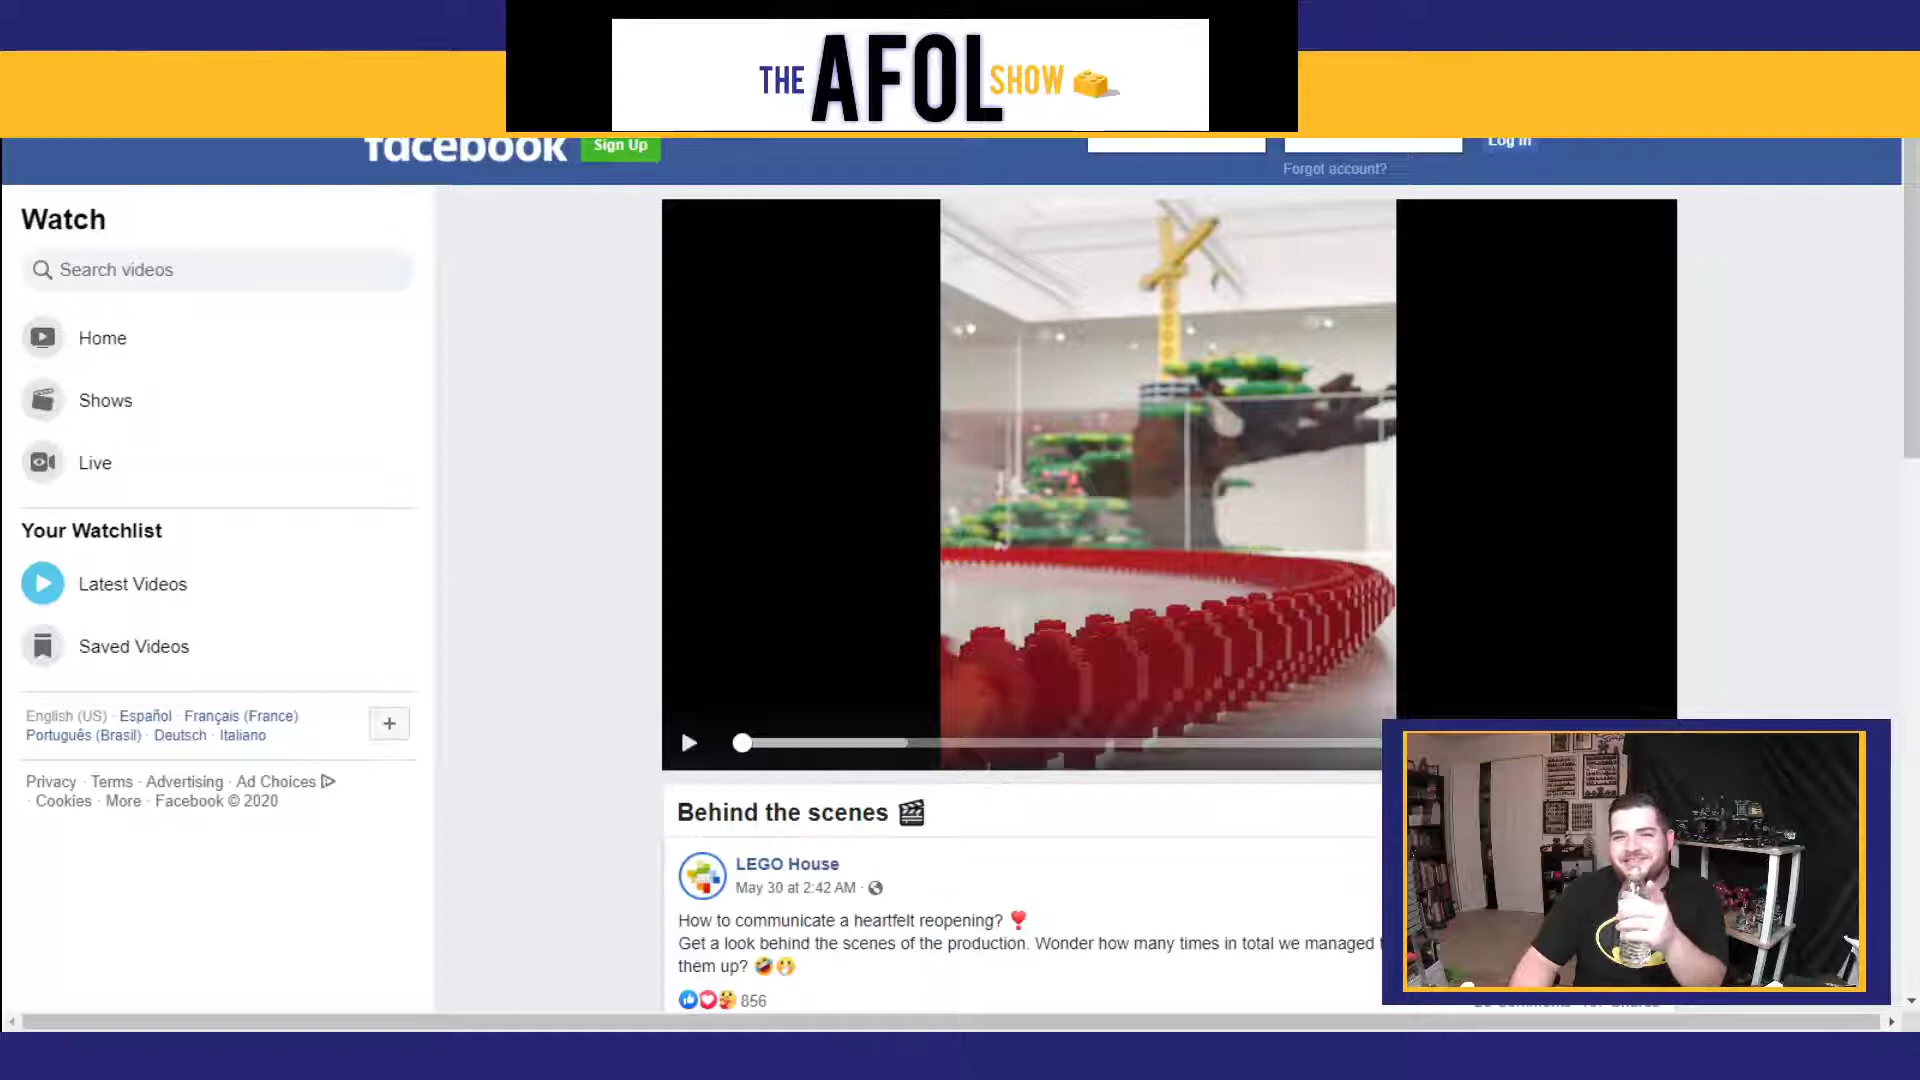 THE AFOL SHOW
facebook
Sign Up
Log In
Forgot account?
Watch
Search videos
Home
Shows
Live
Your Watchlist
Latest Videos
Saved Videos
English (US) · Español · Français (France)
Português (Brasil) · Deutsch · Italiano
+
Privacy · Terms · Advertising · Ad Choices
· Cookies · More · Facebook © 2020
Behind the scenes
LEGO House
May 30 at 2:42 AM ·
How to communicate a heartfelt reopening?
Get a look behind the scenes of the production. Wonder how many times in total we managed
them up?
856